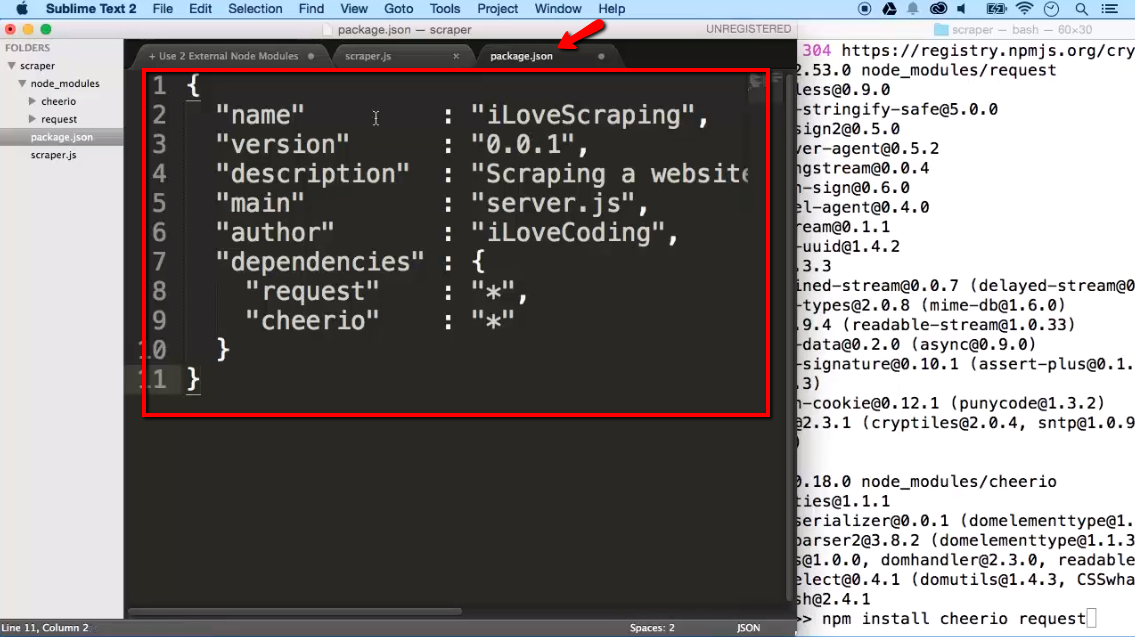 Sublime Text 2 File Edit Selection Find View Goto Tools Project Window Help
package.json — scraper
UNREGISTERED
scraper — bash — 60×30
FOLDERS
scraper
node_modules
cheerio
request
package.json
scraper.js
+ Use 2 External Node Modules
scraper.js
package.json
1 {
2 "name" : "iLoveScraping",
3 "version" : "0.0.1",
4 "description" : "Scraping a website
5 "main" : "server.js",
6 "author" : "iLoveCoding",
7 "dependencies" : {
8 "request" : "*",
9 "cheerio" : "*"
10 }
11 }
304 https://registry.npmjs.org/cry
2.53.0 node_modules/request
less@0.9.0
-stringify-safe@5.0.0
sign2@0.5.0
ver-agent@0.5.2
ngstream@0.0.4
n-sign@0.6.0
el-agent@0.4.0
ream@0.1.1
-uuid@1.4.2
.3.3
ined-stream@0.0.7 (delayed-stream@0
-types@2.0.8 (mime-db@1.6.0)
.9.4 (readable-stream@1.0.33)
-data@0.2.0 (async@0.9.0)
-signature@0.10.1 (assert-plus@0.1.
.3)
h-cookie@0.12.1 (punycode@1.3.2)
@2.3.1 (cryptiles@2.0.4, sntp@1.0.9
)
0.18.0 node_modules/cheerio
ties@1.1.1
serializer@0.0.1 (domelementtype@1.
parser2@3.8.2 (domelementtype@1.1.3
s@1.0.0, domhandler@2.3.0, readable
elect@0.4.1 (domutils@1.4.3, CSSwha
sh@2.4.1
>> npm install cheerio request
Line 11, Column 2
Spaces: 2
JSON